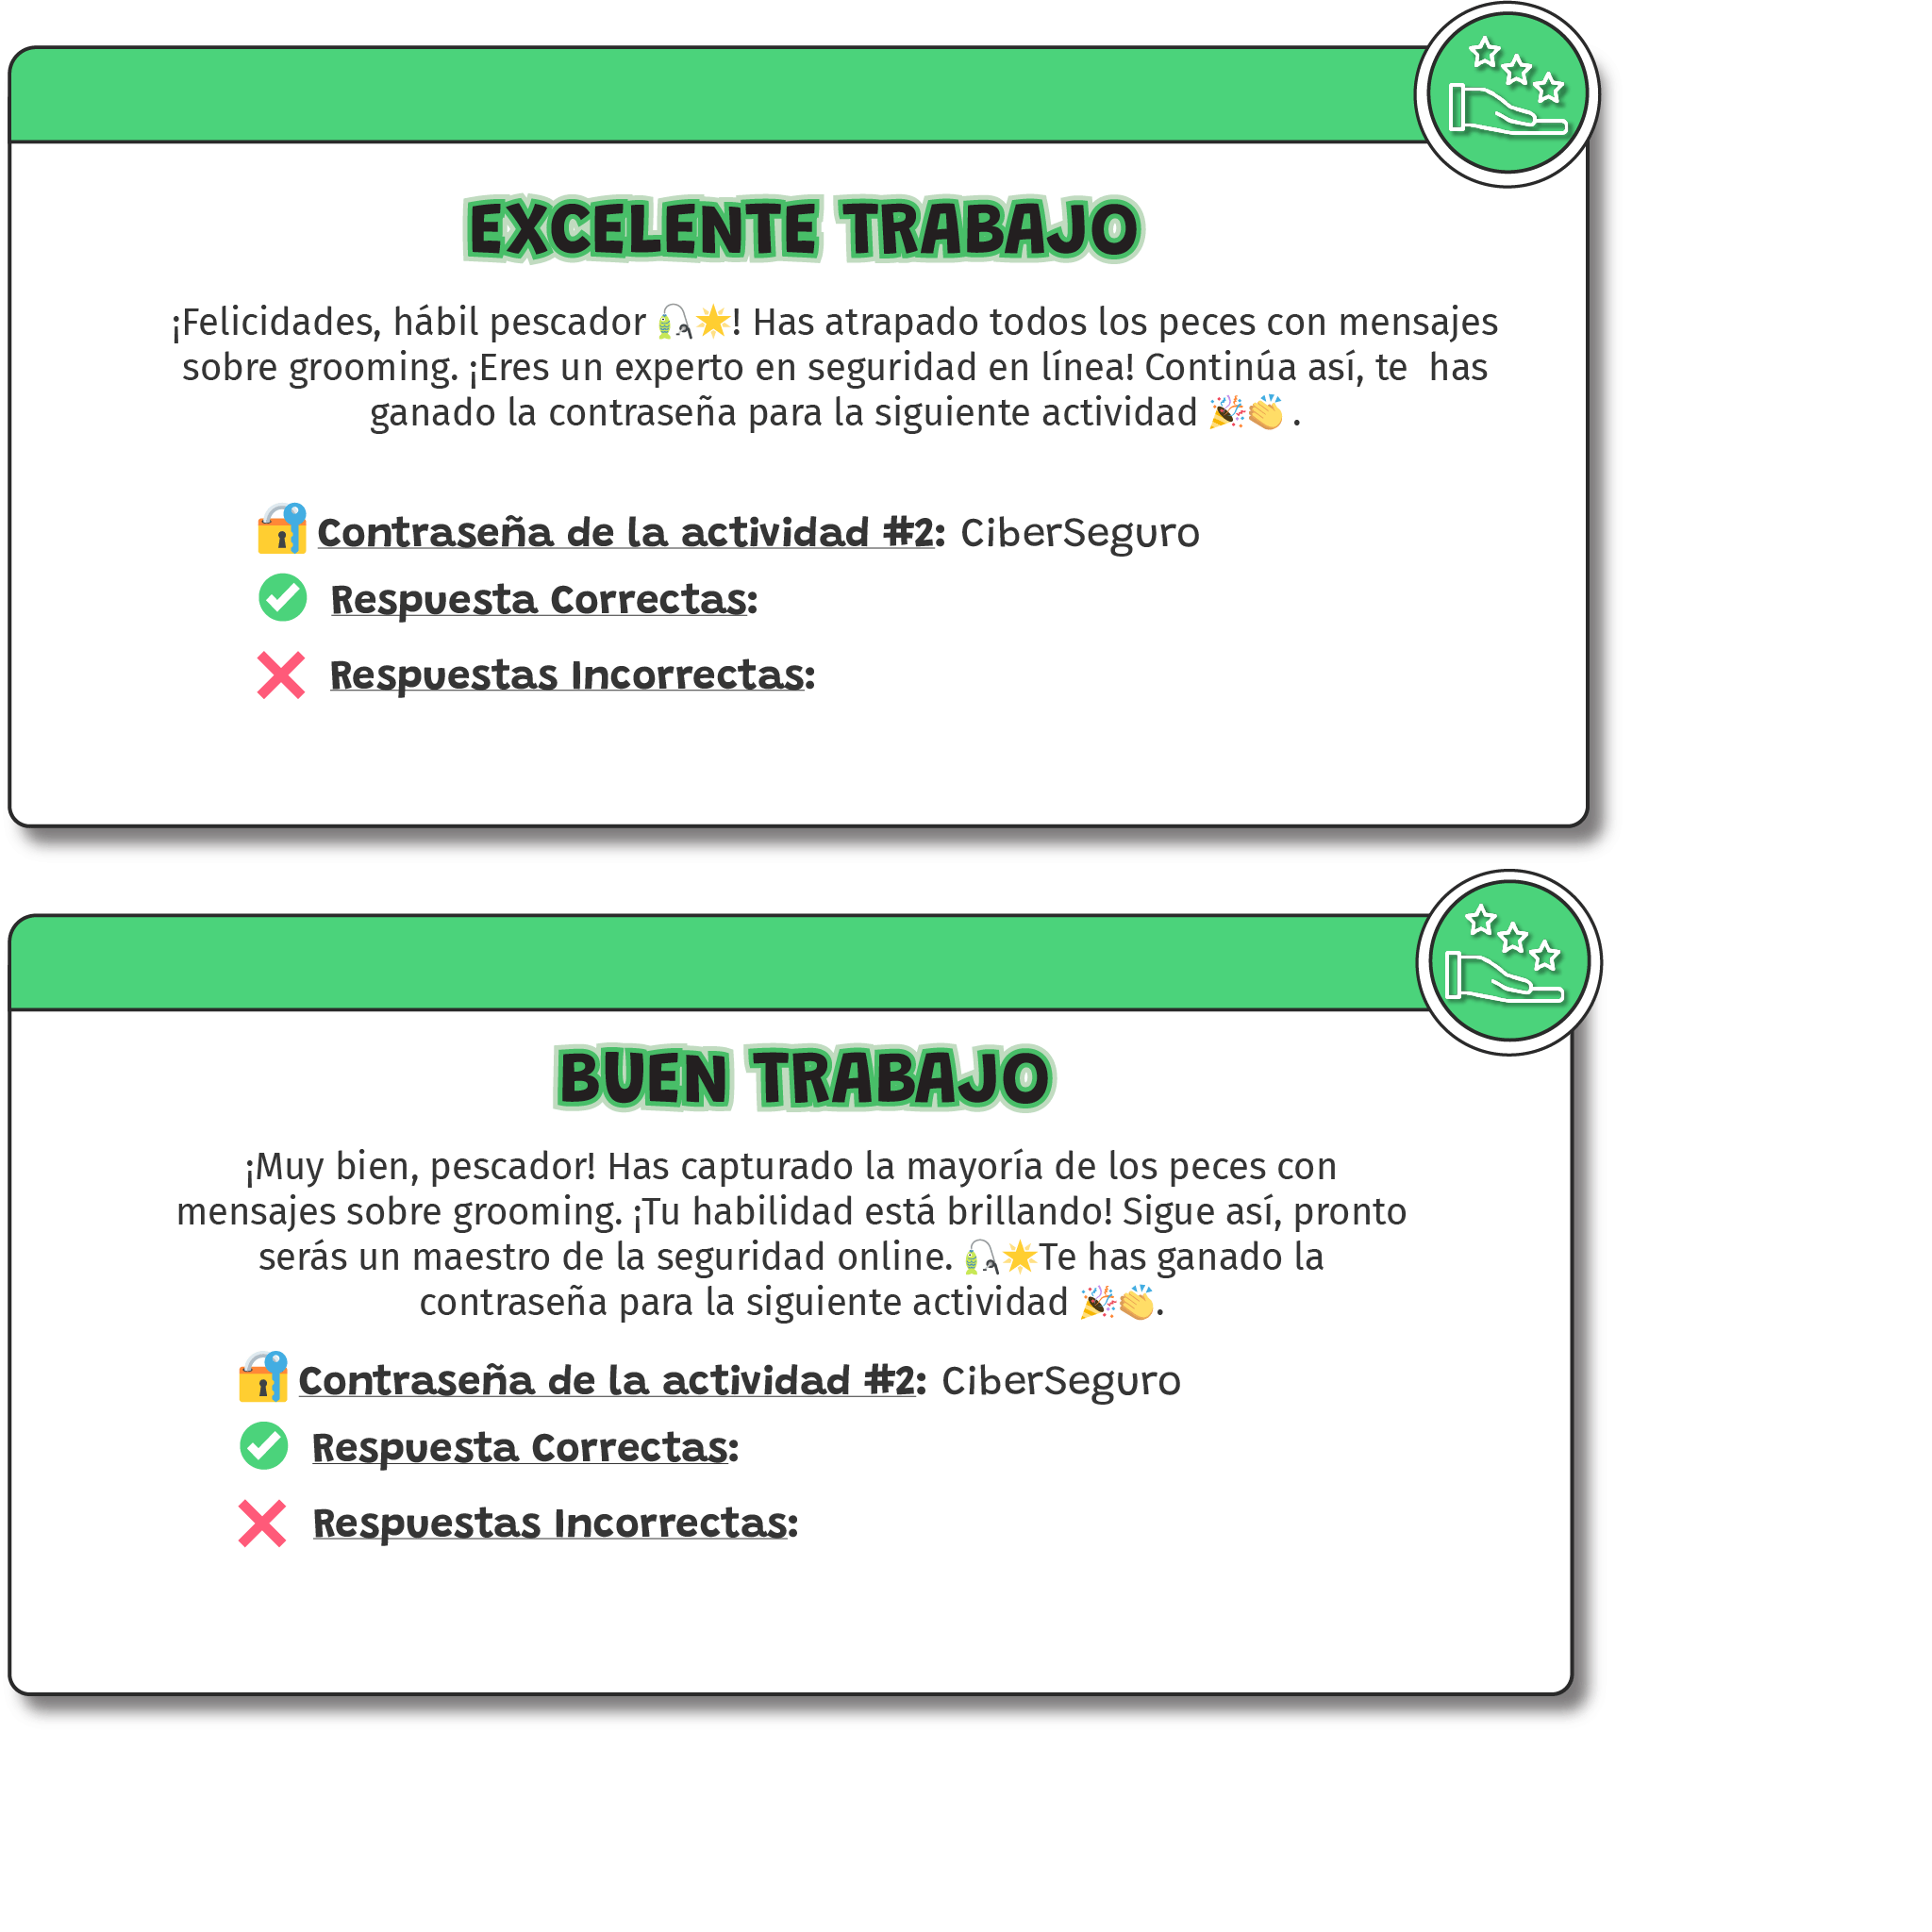 EXCELENTE TRABAJO
¡Felicidades, hábil pescador 🎣🌟! Has atrapado todos los peces con mensajes
sobre grooming. ¡Eres un experto en seguridad en línea! Continúa así, te  has
ganado la contraseña para la siguiente actividad 🎉👏 .
🔐 Contraseña de la actividad #2: CiberSeguro
Respuesta Correctas:
Respuestas Incorrectas:
BUEN TRABAJO
¡Muy bien, pescador! Has capturado la mayoría de los peces con
mensajes sobre grooming. ¡Tu habilidad está brillando! Sigue así, pronto
serás un maestro de la seguridad online. 🎣🌟Te has ganado la
contraseña para la siguiente actividad 🎉👏.
🔐 Contraseña de la actividad #2: CiberSeguro
Respuesta Correctas:
Respuestas Incorrectas: